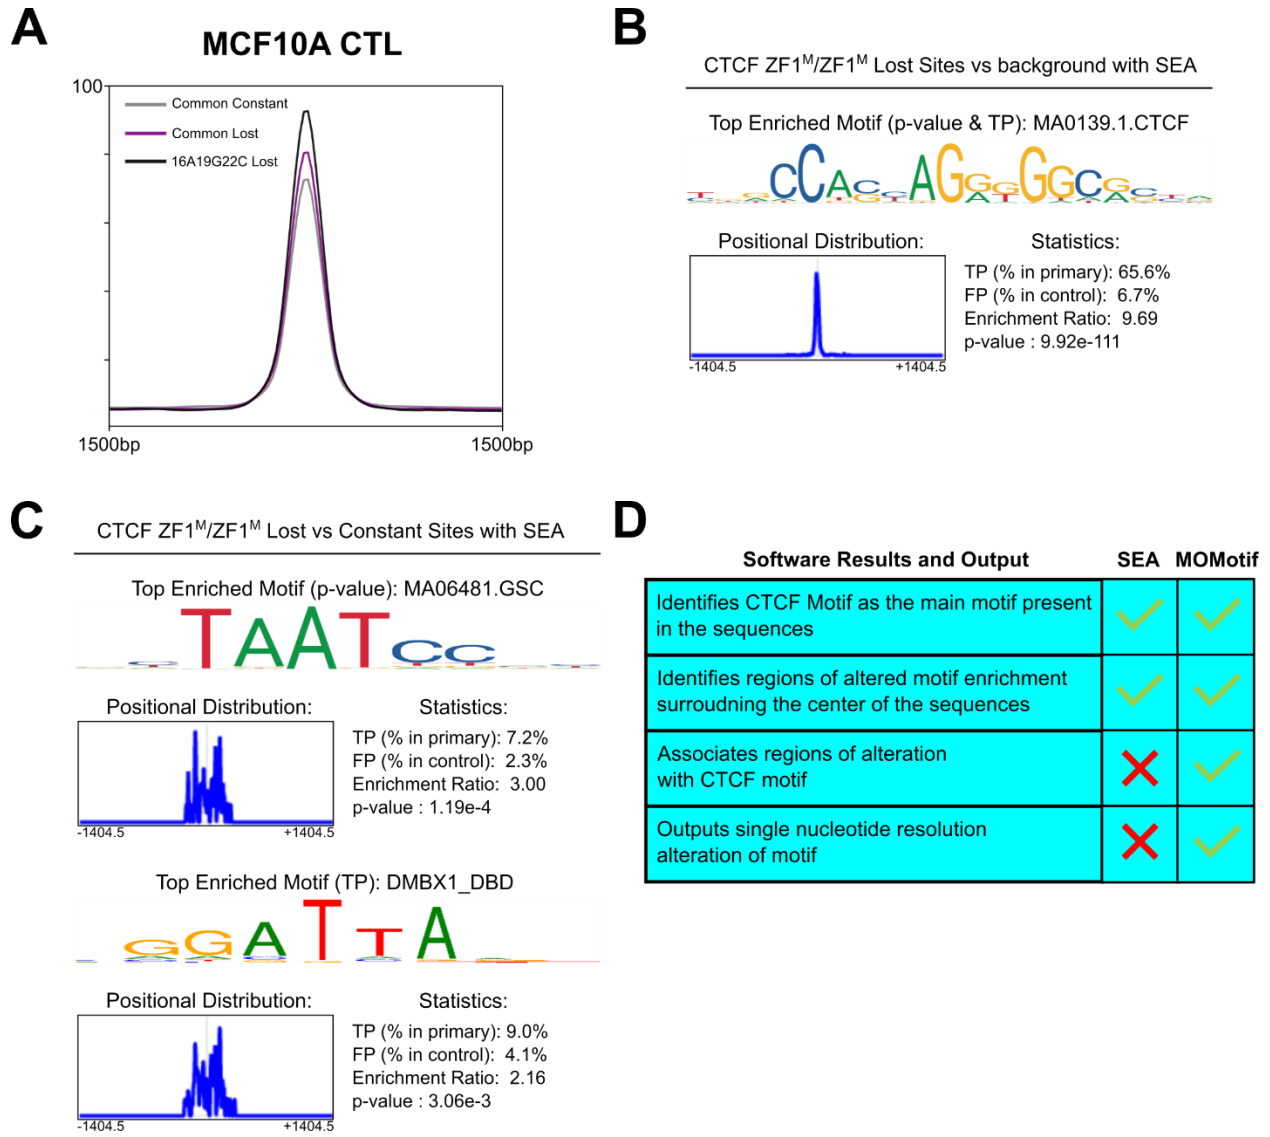 A
MCF10A CTL
100
Common Constant
Common Lost
16A19G22C Lost
1500bp
1500bp
B
CTCF ZF1ᴹ/ZF1ᴹ Lost Sites vs background with SEA
Top Enriched Motif (p-value & TP): MA0139.1.CTCF
Positional Distribution:
-1404.5
+1404.5
Statistics:
TP (% in primary): 65.6%
FP (% in control): 6.7%
Enrichment Ratio: 9.69
p-value : 9.92e-111
C
CTCF ZF1ᴹ/ZF1ᴹ Lost vs Constant Sites with SEA
Top Enriched Motif (p-value): MA06481.GSC
TAATCC
Positional Distribution:
-1404.5
+1404.5
Statistics:
TP (% in primary): 7.2%
FP (% in control): 2.3%
Enrichment Ratio: 3.00
p-value : 1.19e-4
Top Enriched Motif (TP): DMBX1_DBD
GGATTA
Positional Distribution:
-1404.5
+1404.5
Statistics:
TP (% in primary): 9.0%
FP (% in control): 4.1%
Enrichment Ratio: 2.16
p-value : 3.06e-3
D
Software Results and Output SEA MOMotif
Identifies CTCF Motif as the main motif present
in the sequences
Identifies regions of altered motif enrichment
surroudning the center of the sequences
Associates regions of alteration
with CTCF motif
Outputs single nucleotide resolution
alteration of motif